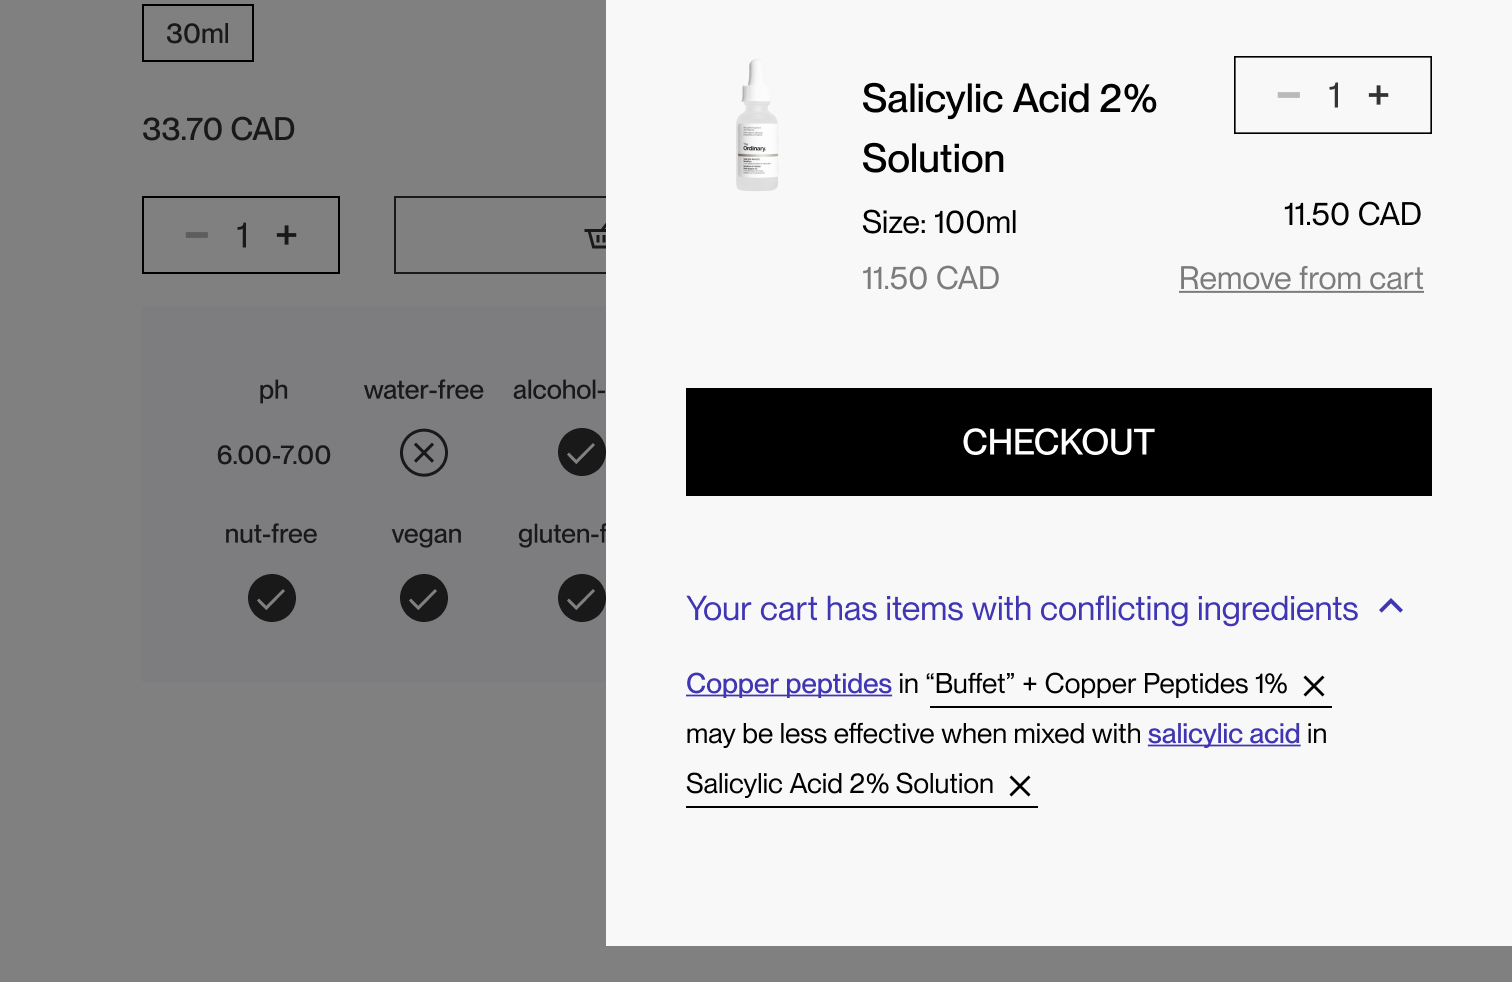 30ml
33.70 CAD
1
ph
water-free
alcohol-
6.00-7.00
nut-free
vegan
gluten-f
Ordinary.
Salicylic Acid 2%
Solution
1
Size: 100ml
11.50 CAD
11.50 CAD
Remove from cart
CHECKOUT
Your cart has items with conflicting ingredients
Copper peptides in “Buffet” + Copper Peptides 1%
may be less effective when mixed with salicylic acid in
Salicylic Acid 2% Solution